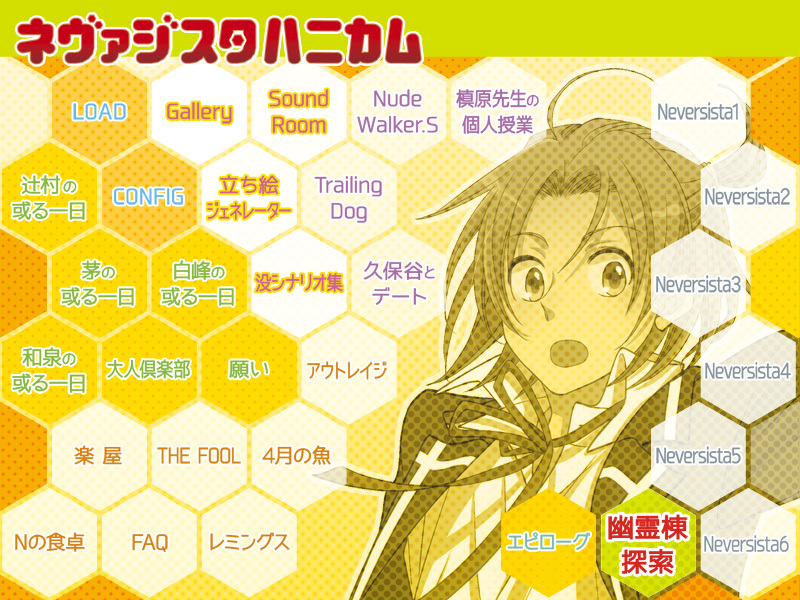 ネヴァジスタハニカム
LOAD
Gallery
Sound
Room
Nude
Walker.S
槙原先生の
個人授業
Neversista1
辻村の
或る一日
CONFIG
立ち絵
ジェネレーター
Trailing
Dog
Neversista2
茅の
或る一日
白峰の
或る一日
没シナリオ集
久保谷と
デート
Neversista3
和泉の
或る一日
大人倶楽部
願い
アウトレイジ
Neversista4
楽屋
THE FOOL
4月の魚
Neversista5
Nの食卓
FAQ
レミングス
エピローグ
幽霊棟
探索
Neversista6